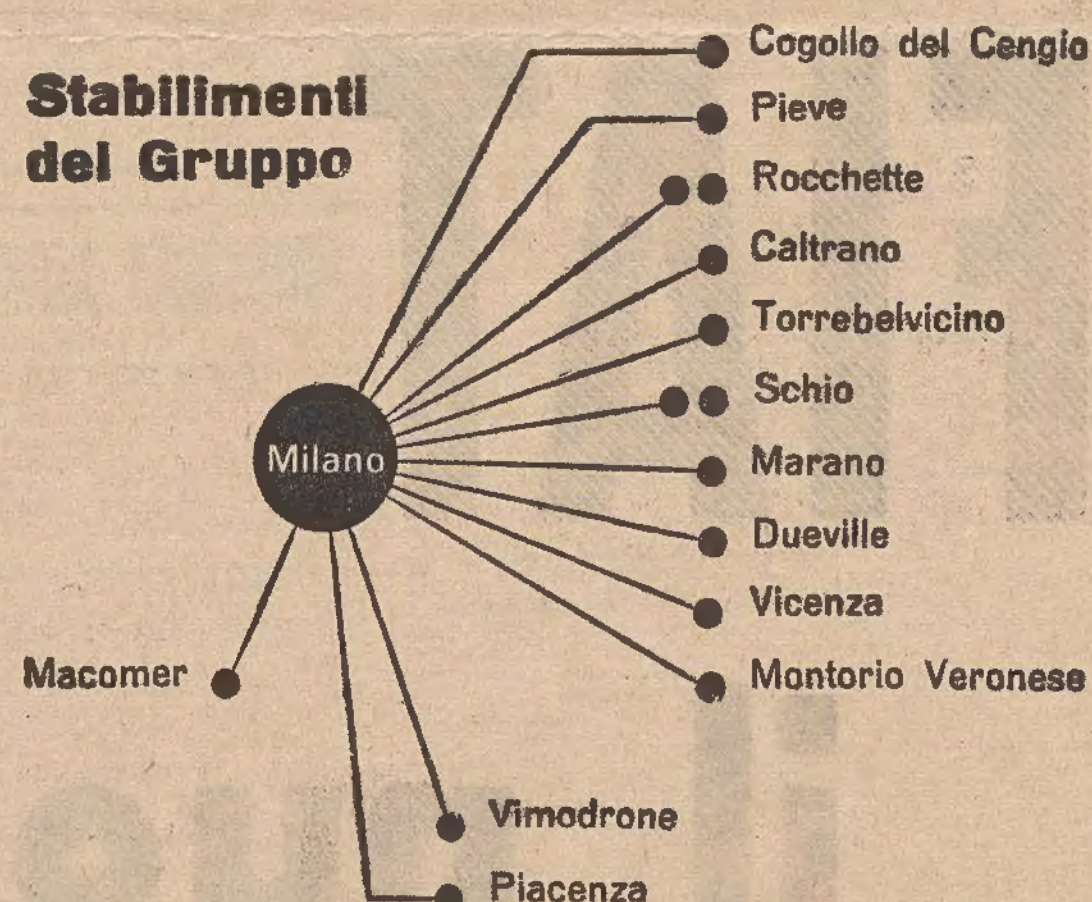 Stabilimenti
del Gruppo
Cogollo del Cengio
Pieve
Rocchette
Caltrano
Torrebelvicino
Schio
Milano
Marano
Dueville
Vicenza
Montorio Veronese
Macomer
Vimodrone
Piacenza